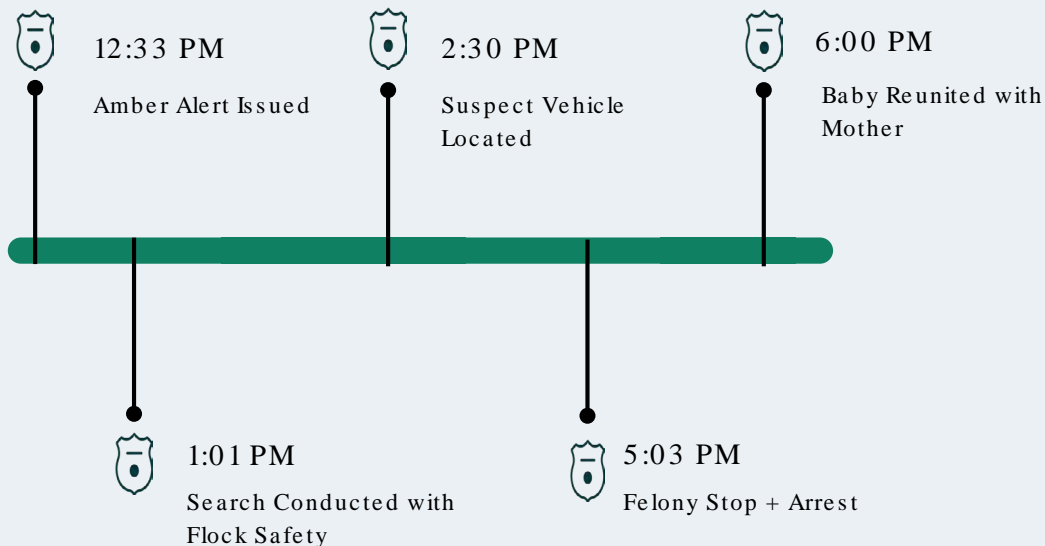 12:33 PM
Amber Alert Issued
2:30 PM
Suspect Vehicle
Located
6:00 PM
Baby Reunited with
Mother
1:01 PM
Search Conducted with
Flock Safety
5:03 PM
Felony Stop + Arrest